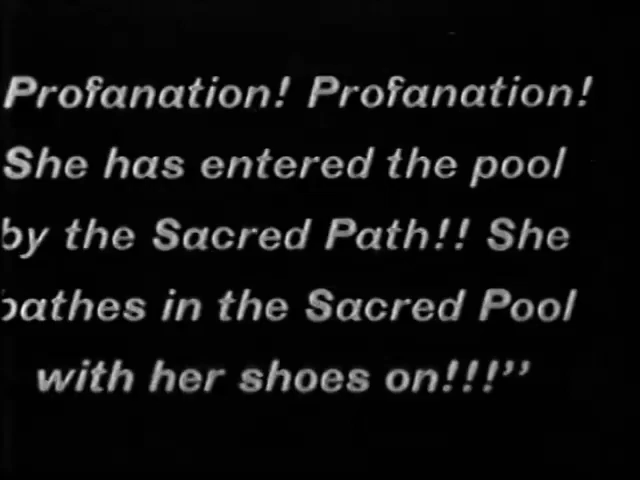 Profanation! Profanation!
She has entered the pool
by the Sacred Path!! She
bathes in the Sacred Pool
with her shoes on!!!”